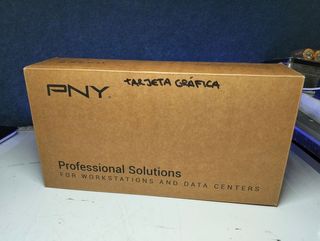 TARJETA GRÁFICA
PNY
Professional Solutions
FOR WORKSTATIONS AND DATA CENTERS